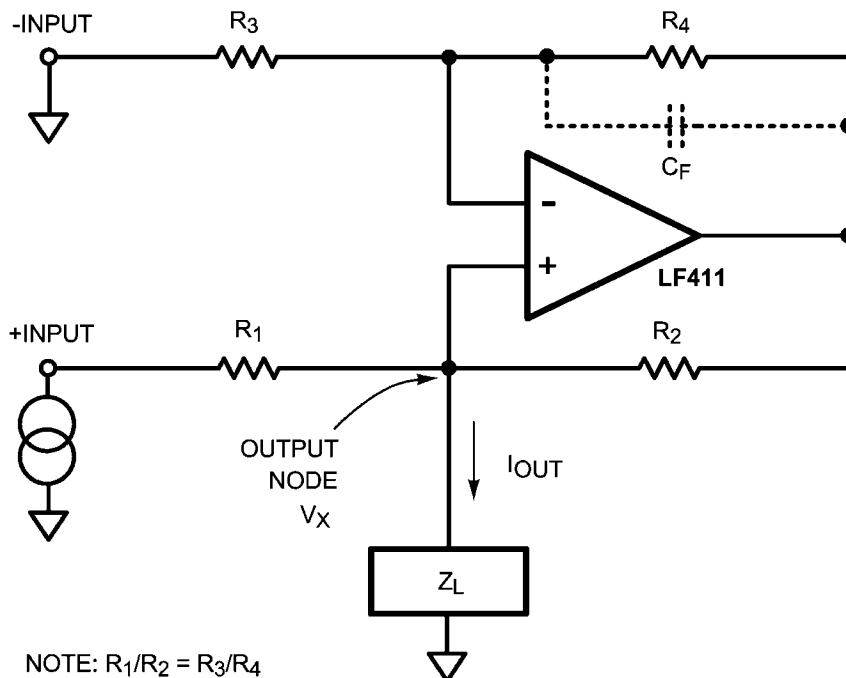 -INPUT
R3
R4
CF
-
+
LF411
+INPUT
R1
R2
OUTPUT
NODE
VX
IOUT
ZL
NOTE: R1/R2 = R3/R4